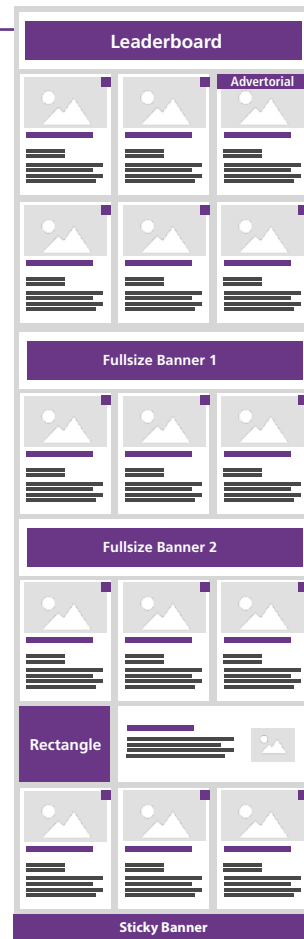 Leaderboard
Advertorial
Fullsize Banner 1
Fullsize Banner 2
Rectangle
Sticky Banner